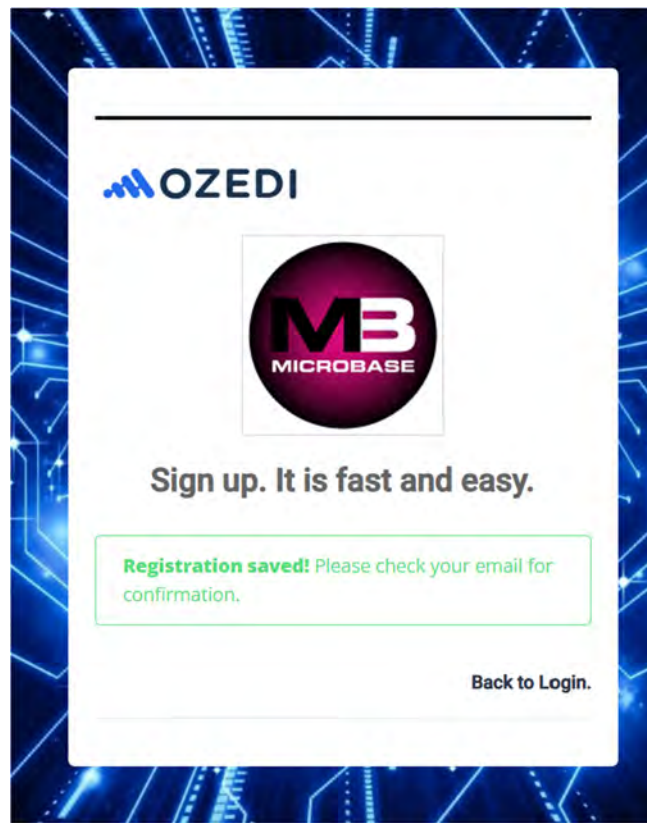 OZEDI
MB
MICROBASE
Sign up. It is fast and easy.
Registration saved! Please check your email for
confirmation.
Back to Login.